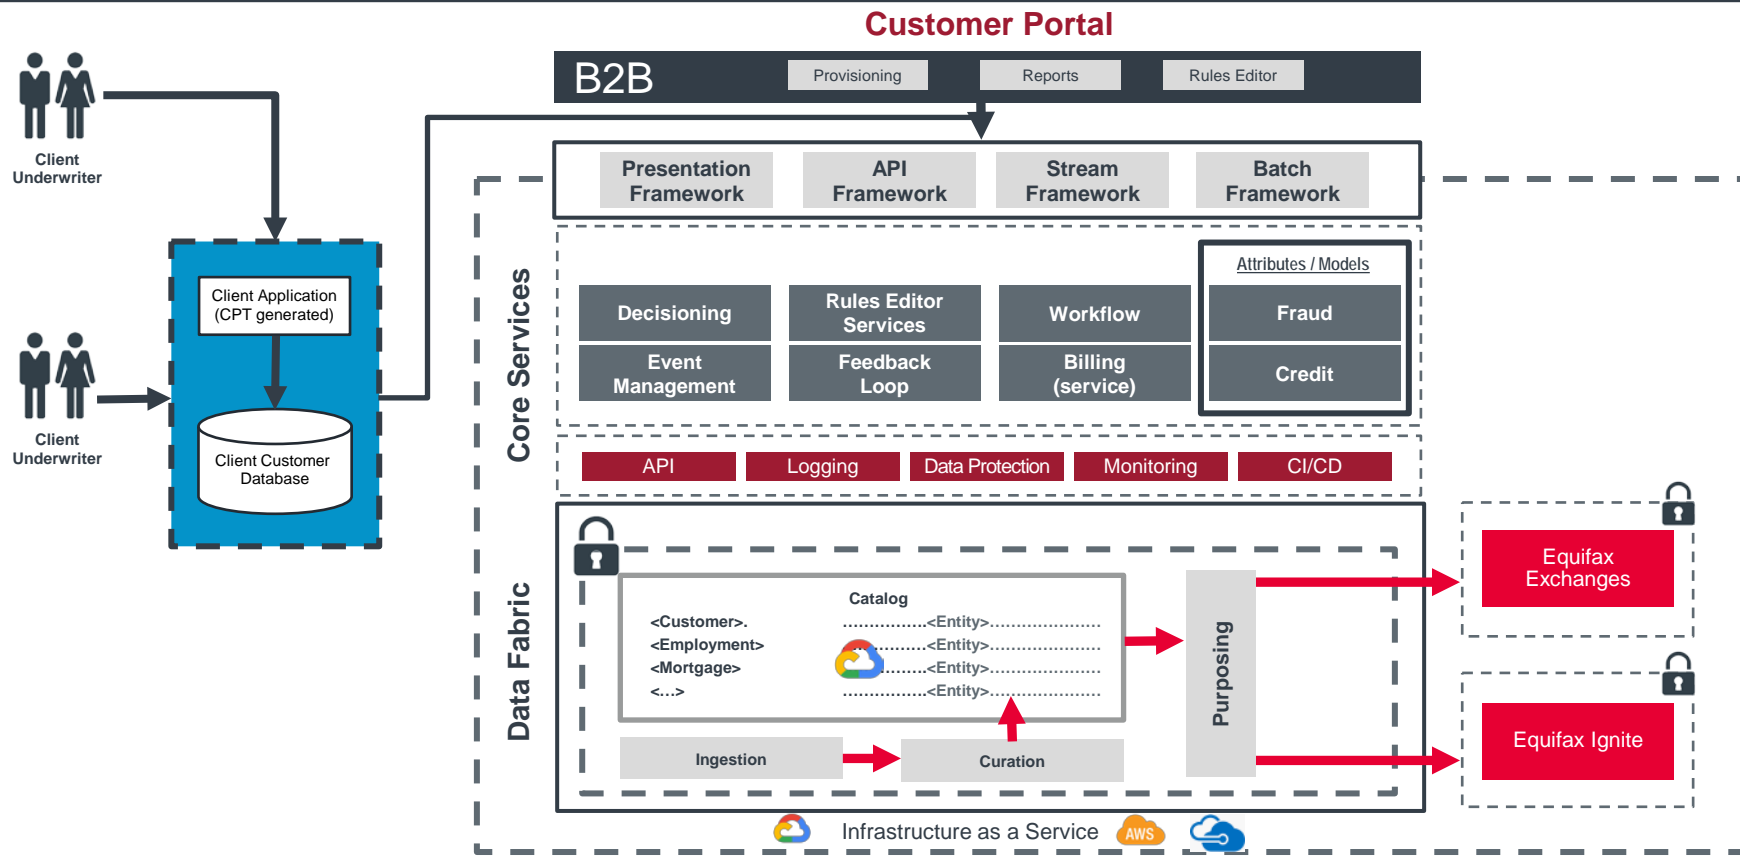 Customer Portal
B2B
Provisioning
Reports
Rules Editor
Client
Underwriter
Presentation
Framework
API
Framework
Stream
Framework
Batch
Framework
Client Application
(CPT generated)
Client Customer
Database
Client
Underwriter
Core Services
Attributes / Models
Decisioning
Rules Editor
Services
Workflow
Fraud
Event
Management
Feedback
Loop
Billing
(service)
Credit
API
Logging
Data Protection
Monitoring
CI/CD
Data Fabric
Catalog
<Customer>. ................<Entity>.....................
<Employment> ................<Entity>.....................
<Mortgage> ................<Entity>.....................
<...> ................<Entity>.....................
Ingestion
Curation
Purposing
Equifax
Exchanges
Equifax Ignite
Infrastructure as a Service
AWS